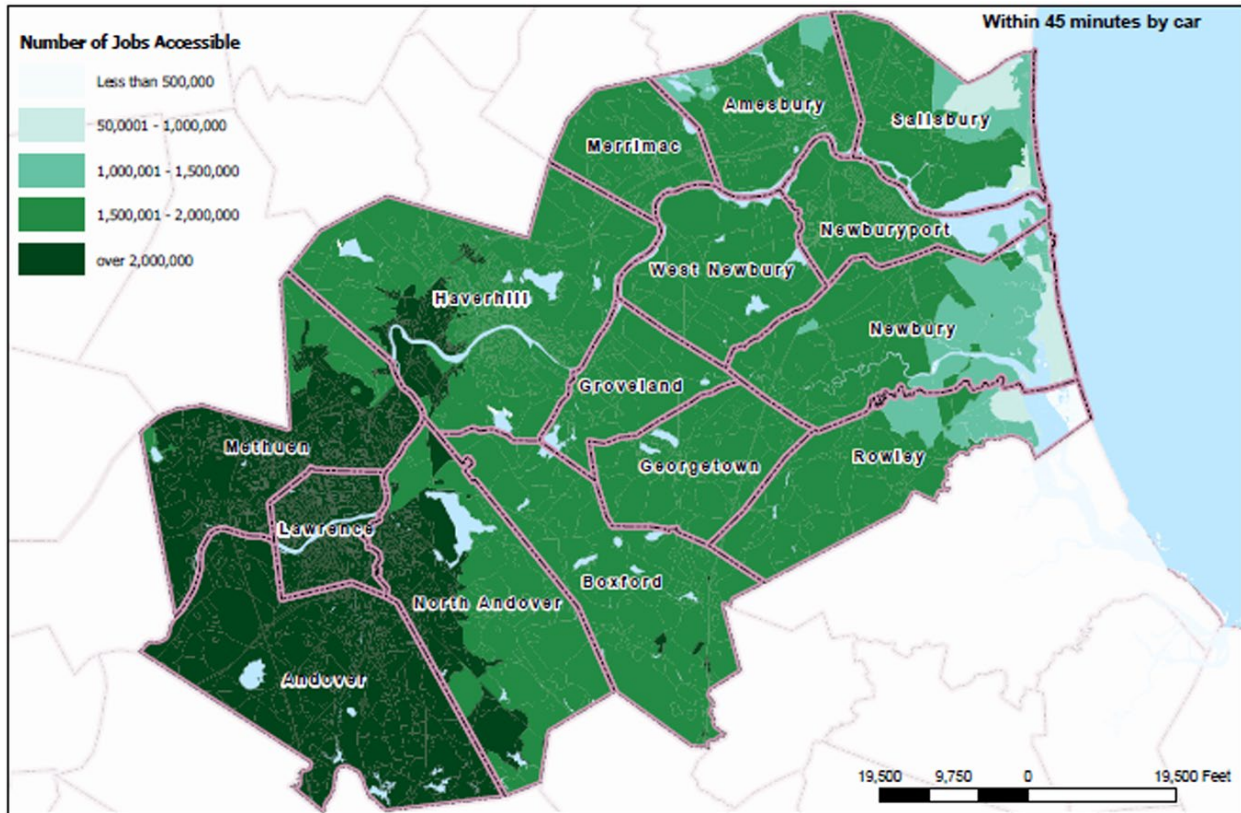 Within 45 minutes by car
Number of Jobs Accessible
Less than 500,000
50,0001 - 1,000,000
1,000,001 - 1,500,000
1,500,001 - 2,000,000
over 2,000,000
Amesbury
Salisbury
Merrimac
Newburyport
West Newbury
Haverhill
Newbury
Groveland
Methuen
Georgetown
Rowley
Lawrence
Boxford
North Andover
Andover
19,500 9,750 0 19,500 Feet